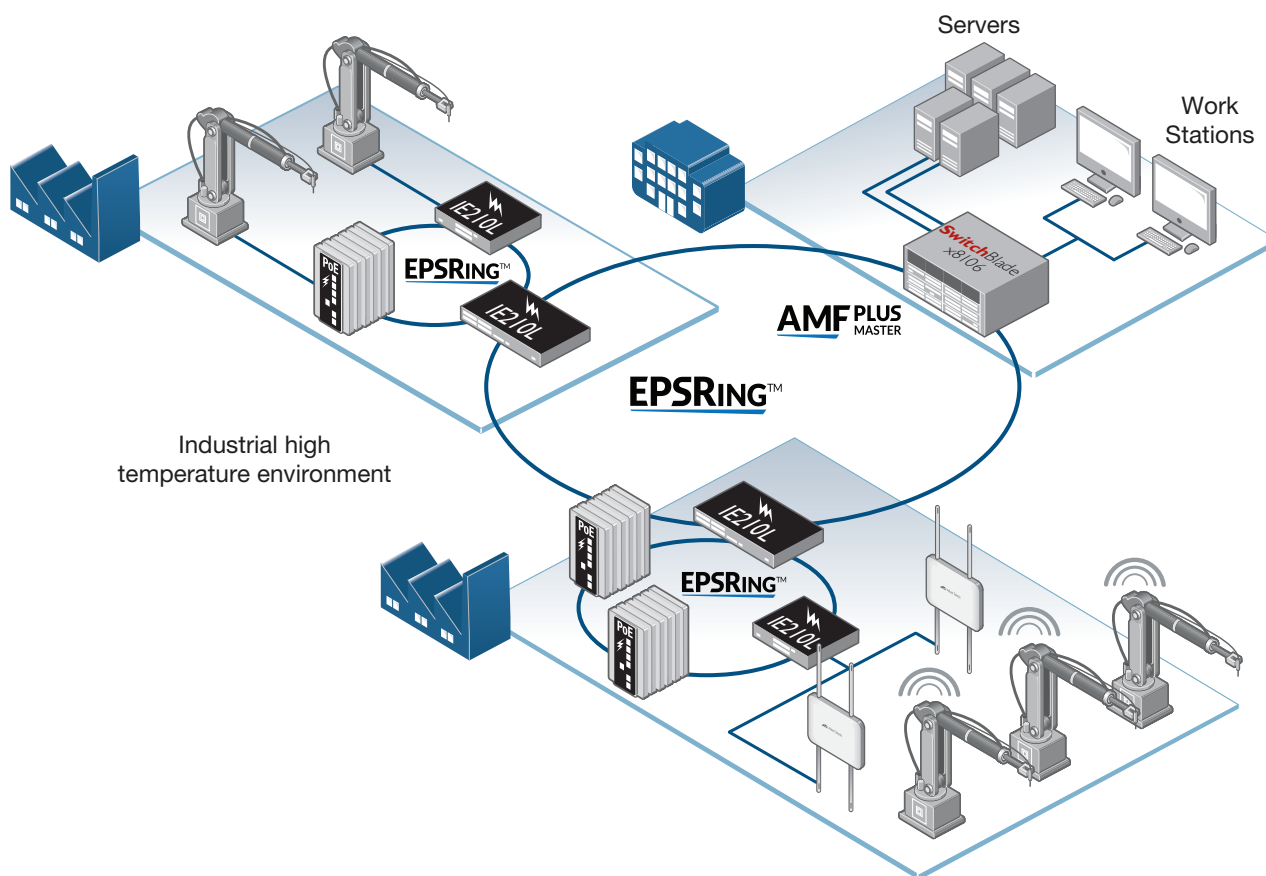 Servers
Work
Stations
IE210L
PoE
EPSRING™
IE210L
SwitchBlade
x8106
AMF PLUS
MASTER
EPSRING™
Industrial high
temperature environment
PoE
IE210L
EPSRING™
PoE
IE210L